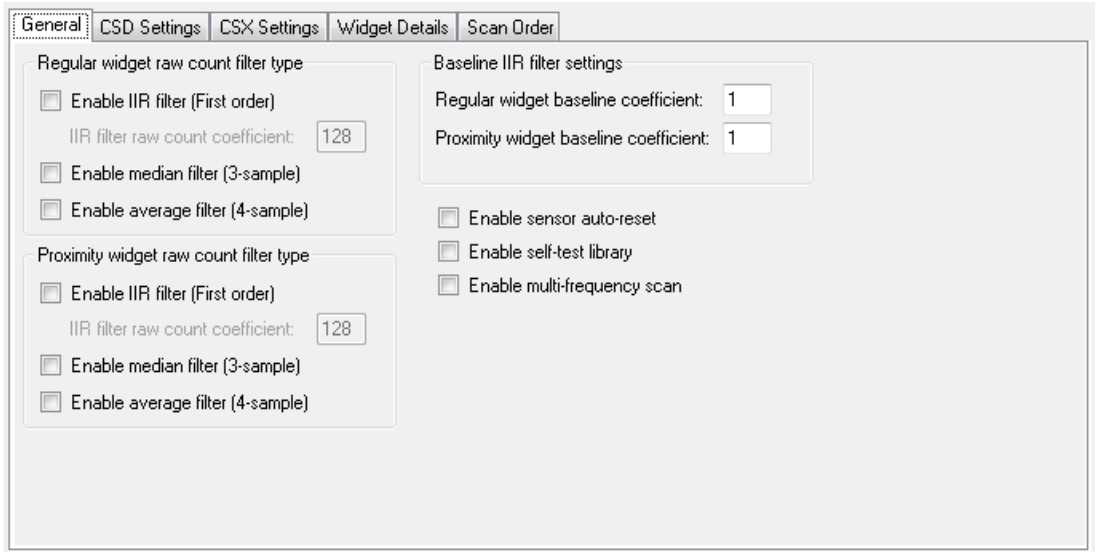 General CSD Settings CSX Settings Widget Details Scan Order
Regular widget raw count filter type
Enable IIR filter (First order)
IIR filter raw count coefficient: 128
Enable median filter (3-sample)
Enable average filter (4-sample)
Proximity widget raw count filter type
Enable IIR filter (First order)
IIR filter raw count coefficient: 128
Enable median filter (3-sample)
Enable average filter (4-sample)
Baseline IIR filter settings
Regular widget baseline coefficient: 1
Proximity widget baseline coefficient: 1
Enable sensor auto-reset
Enable self-test library
Enable multi-frequency scan